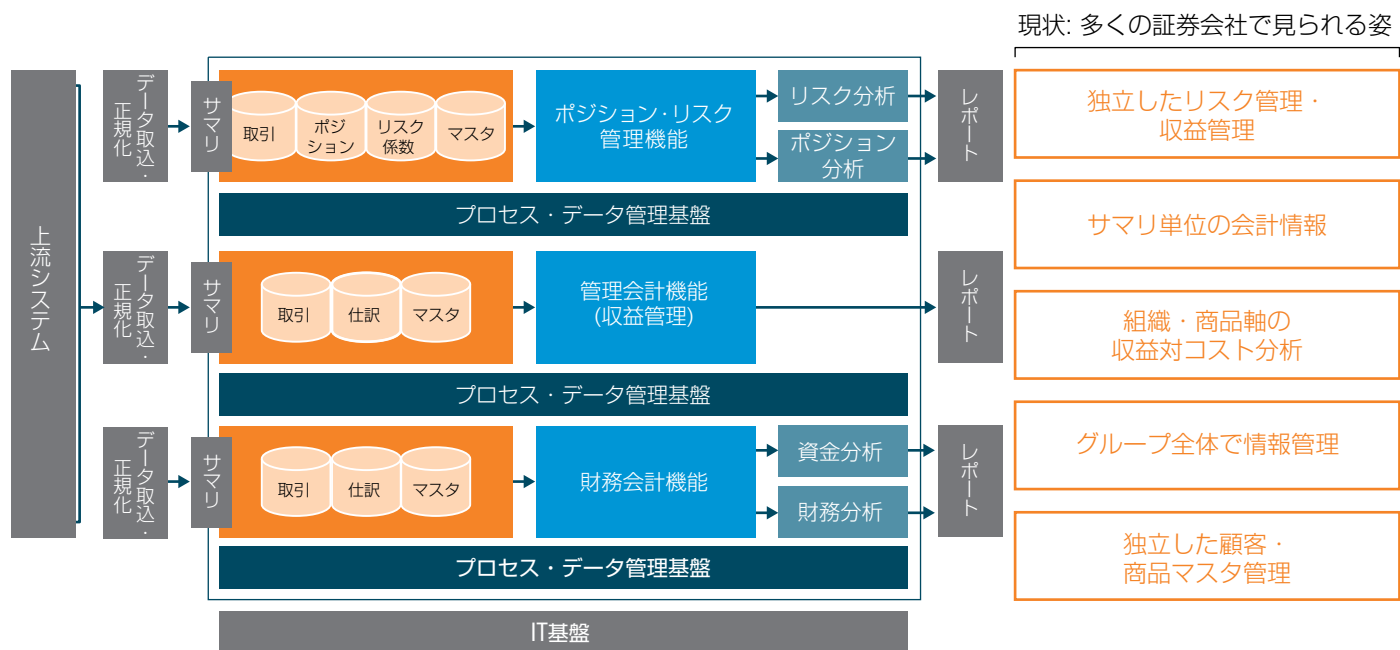 現状: 多くの証券会社で見られる姿
上流システム
データ取込・
正規化
サマリ
取引
ポジ
ション
リスク
係数
マスタ
ポジション・リスク
管理機能
リスク分析
ポジション
分析
レポート
プロセス・データ管理基盤
データ取込・
正規化
サマリ
取引
仕訳
マスタ
管理会計機能
(収益管理)
レポート
プロセス・データ管理基盤
データ取込・
正規化
サマリ
取引
仕訳
マスタ
財務会計機能
資金分析
財務分析
レポート
プロセス・データ管理基盤
IT基盤
独立したリスク管理・
収益管理
サマリ単位の会計情報
組織・商品軸の
収益対コスト分析
グループ全体で情報管理
独立した顧客・
商品マスタ管理